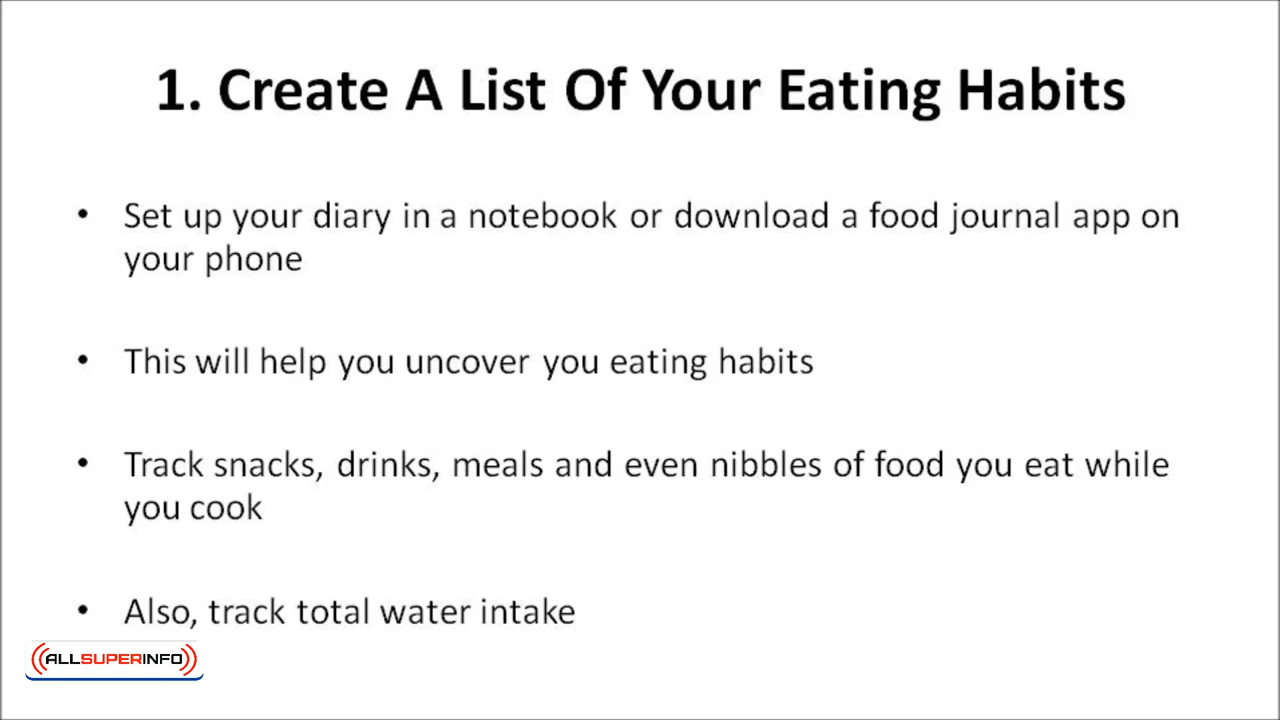 1. Create A List Of Your Eating Habits
• Set up your diary in a notebook or download a food journal app on
your phone
• This will help you uncover you eating habits
• Track snacks, drinks, meals and even nibbles of food you eat while
you cook
• Also, track total water intake
ALLSUPERINFO